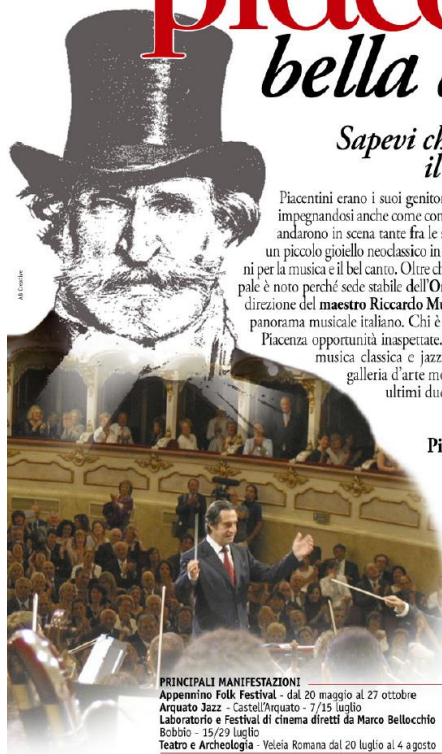 piace
bella
Sapevi ch
il
Piacentini erano i suoi genitor
impegnandosi anche come con
andarono in scena tante fra le s
un piccolo gioiello neoclassico in
ni per la musica e il bel canto. Oltre ch
pale è noto perché sede stabile dell'Or
direzione del maestro Riccardo Mu
panorama musicale italiano. Chi è
Piacenza opportunità inaspettate.
musica classica e jazz
galleria d'arte mo
ultimi du
Pi
PRINCIPALI MANIFESTAZIONI
Appennino Folk Festival - dal 20 maggio al 27 ottobre
Arquato Jazz - Castell'Arquato - 7/15 luglio
Laboratorio e Festival di cinema diretti da Marco Bellocchio
Bobbio - 15/29 luglio
Teatro e Archeologia - Veleia Romana dal 20 luglio al 4 agosto